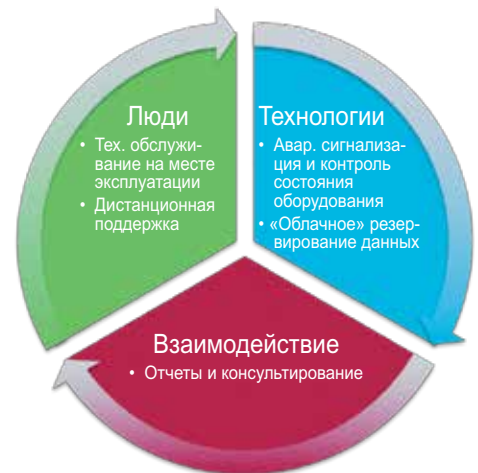 Люди
• Тех. обслужи-
вание на месте
эксплуатации
• Дистанционная
поддержка
Технологии
• Авар. сигнализа-
ция и контроль
состояния
оборудования
• «Облачное» резер-
вирование данных
Взаимодействие
• Отчеты и консультирование